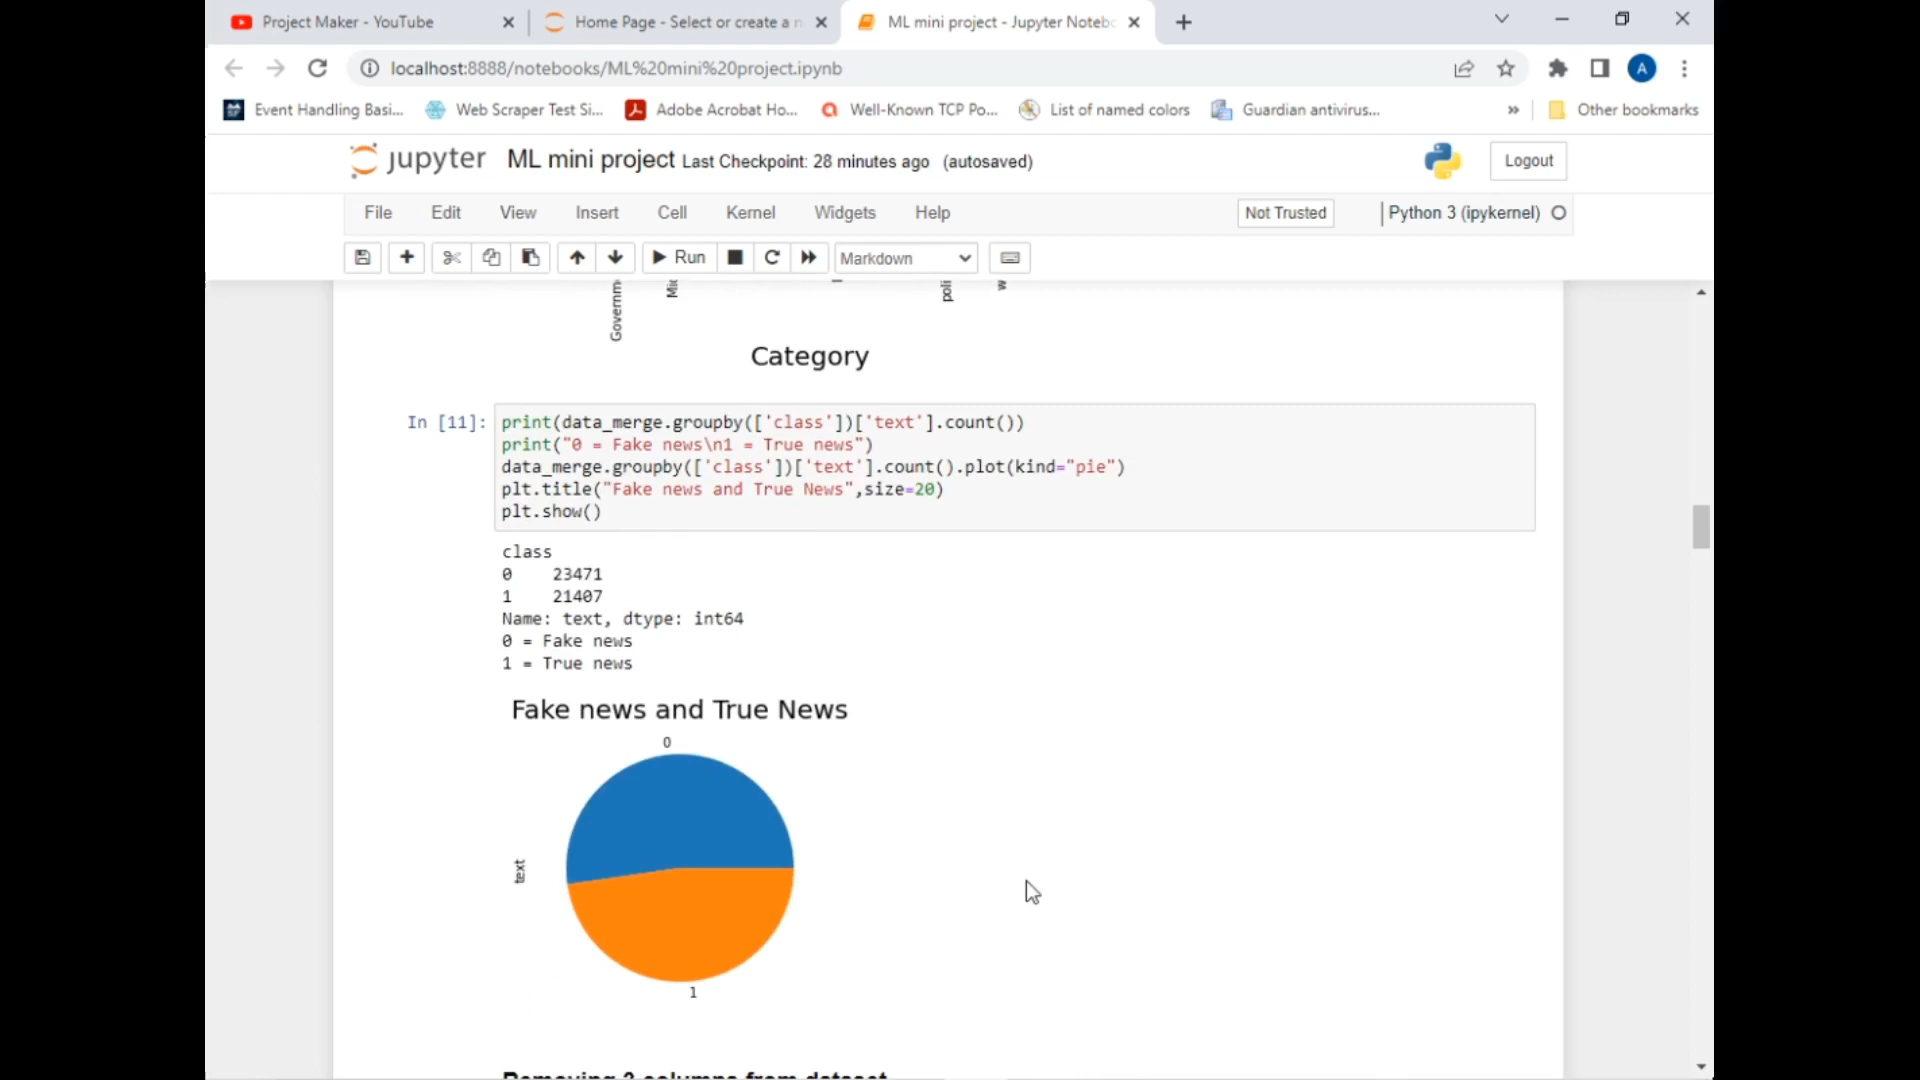 Project Maker - YouTube
Home Page - Select or create a n
ML mini project - Jupyter Notebo
localhost:8888/notebooks/ML%20mini%20project.ipynb
A
Event Handling Basi...
Web Scraper Test Si...
Adobe Acrobat Ho...
Well-Known TCP Po...
List of named colors
Guardian antivirus...
»
Other bookmarks
jupyter
ML mini project Last Checkpoint: 28 minutes ago (autosaved)
Logout
File Edit View Insert Cell Kernel Widgets Help
Not Trusted
Python 3 (ipykernel)
Run
Markdown
Governm
Mic
poli
w
Category
In [11]:
print(data_merge.groupby(['class'])['text'].count())
print("0 = Fake news\n1 = True news")
data_merge.groupby(['class'])['text'].count().plot(kind="pie")
plt.title("Fake news and True News",size=20)
plt.show()
class
0    23471
1    21407
Name: text, dtype: int64
0 = Fake news
1 = True news
Fake news and True News
0
text
1